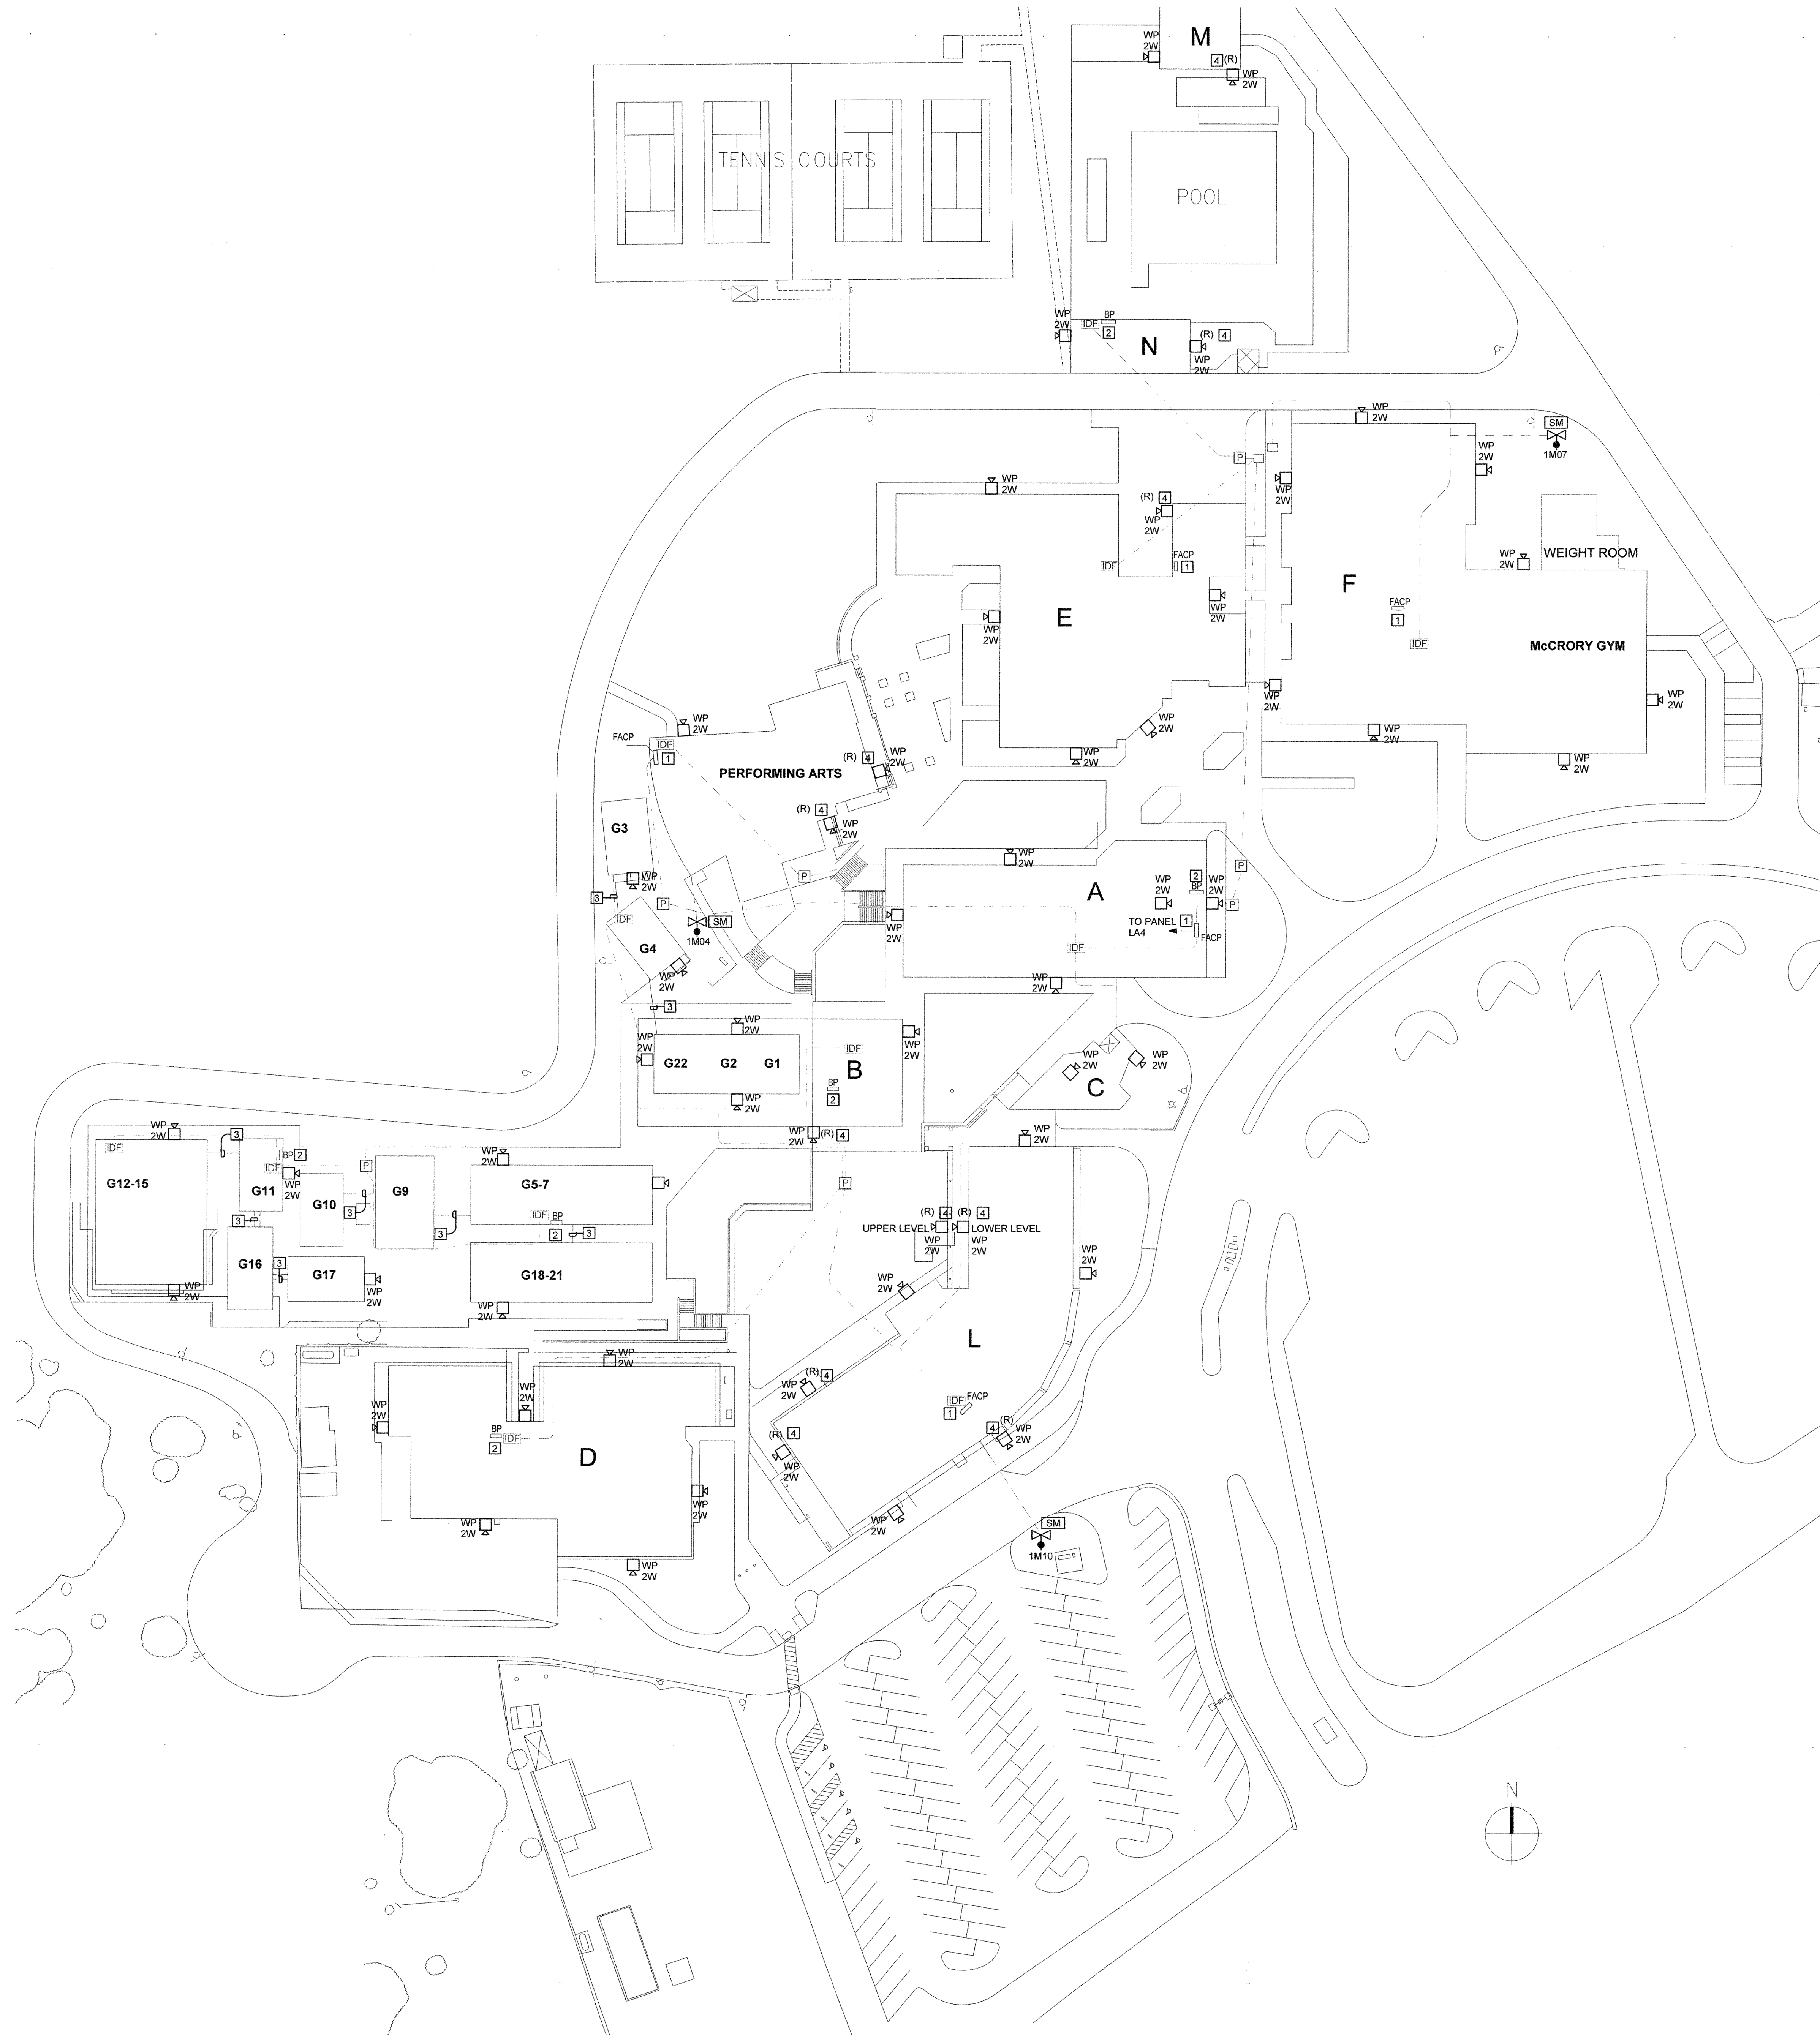 WP
2W
M
4 (R)
WP
2W
TENNIS COURTS
POOL
WP
2W
IDF
BP
2
N
(R) 4
WP
2W
WP
2W
SM
1M07
WP
2W
P
WP
2W
WP
2W
(R) 4
WP
2W
FACP
1
IDF
WP
2W
WEIGHT ROOM
F
FACP
1
IDF
McCRORY GYM
E
WP
2W
WP
2W
WP
2W
WP
2W
WP
2W
FACP
IDF
1
WP
2W
WP
2W
WP
2W
WP
2W
PERFORMING ARTS
(R) 4
WP
2W
(R) 4
WP
2W
G3
WP
2W
3
IDF
P
P
SM
1M04
G4
WP
2W
3
WP
2W
A
WP
2W
2
BP
WP
2W
P
P
TO PANEL 1
LA4
FACP
IDF
WP
2W
WP
2W
WP
2W
WP
2W
G22
G2
G1
WP
2W
IDF
B
BP
2
WP
2W
WP
2W
WP
2W
C
WP
2W
(R) 4
WP
2W
WP
2W
3
IDF
BP 2
IDF
P
WP
2W
G12-15
G11
WP
2W
G10
G9
G5-7
P
3
3
3
IDF
BP
2
3
(R) 4
(R) 4
UPPER LEVEL
LOWER LEVEL
WP
2W
WP
2W
WP
2W
G16
3
G17
WP
2W
G18-21
WP
2W
WP
2W
WP
2W
L
WP
2W
WP
2W
(R)
4
WP
2W
WP
2W
BP
IDF
2
D
(R) 4
WP
2W
IDF
FACP
1
4
(R)
WP
2W
WP
2W
WP
2W
WP
2W
WP
2W
SM
1M10
N